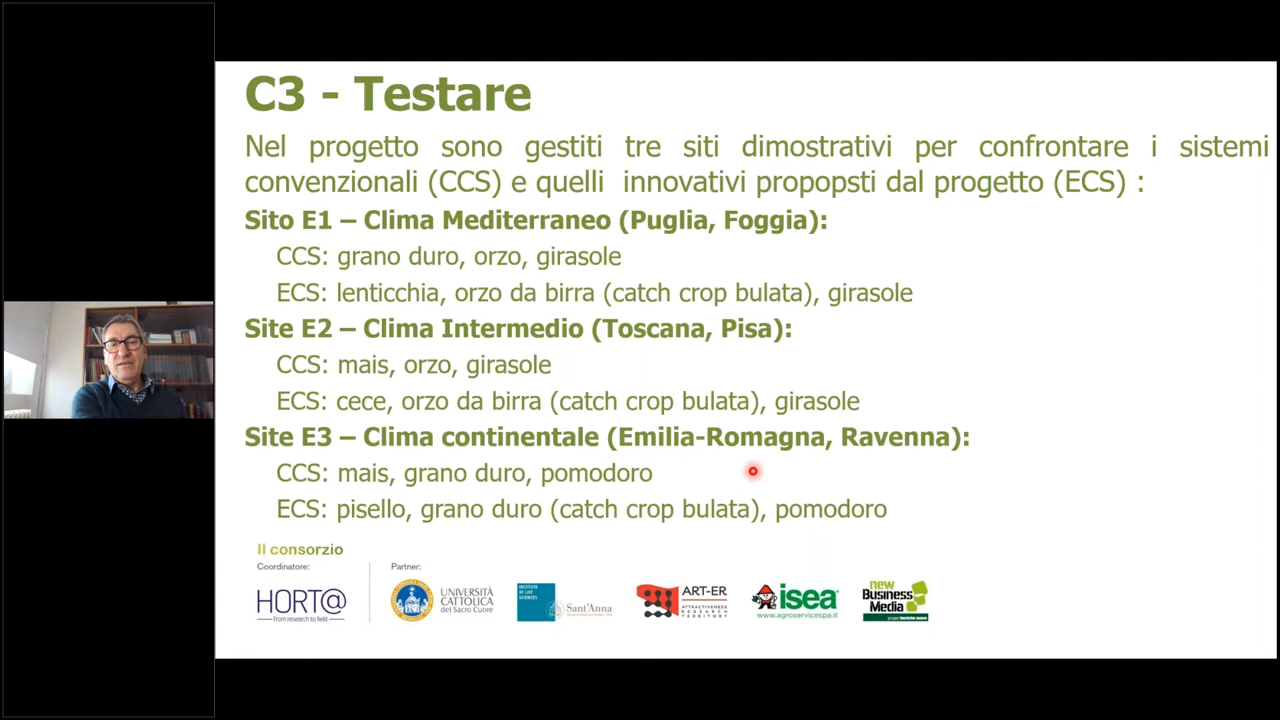 C3 - Testare
Nel progetto sono gestiti tre siti dimostrativi per confrontare i sistemi
convenzionali (CCS) e quelli innovativi propopsti dal progetto (ECS) :
Sito E1 – Clima Mediterraneo (Puglia, Foggia):
CCS: grano duro, orzo, girasole
ECS: lenticchia, orzo da birra (catch crop bulata), girasole
Site E2 – Clima Intermedio (Toscana, Pisa):
CCS: mais, orzo, girasole
ECS: cece, orzo da birra (catch crop bulata), girasole
Site E3 – Clima continentale (Emilia-Romagna, Ravenna):
CCS: mais, grano duro, pomodoro
ECS: pisello, grano duro (catch crop bulata), pomodoro
Il consorzio
Coordinatore:
Partner:
HORT@
From research to field
UNIVERSITÀ
CATTOLICA
del Sacro Cuore
INSTITUTE
OF LIFE
SCIENCES
Sant'Anna
ART-ER
ATTRACTIVENESS
RESEARCH
TERRITORY
isea
www.agroservicespa.it
new
Business
Media